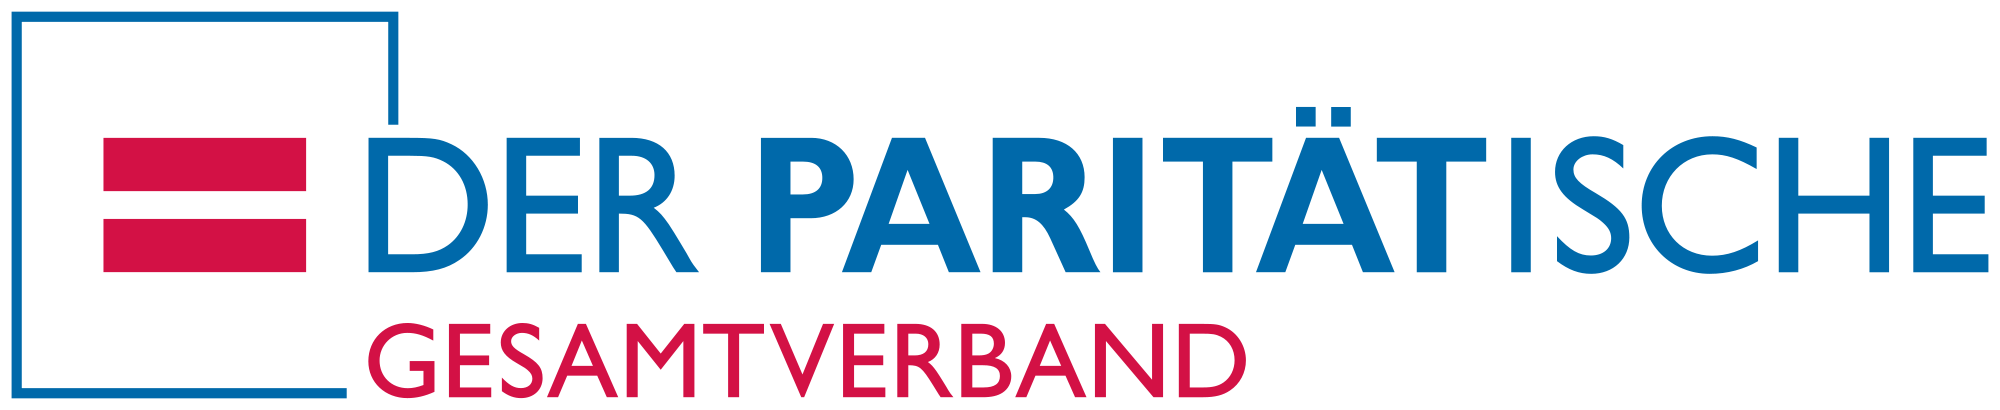 DER PARITÄTISCHE
GESAMTVERBAND